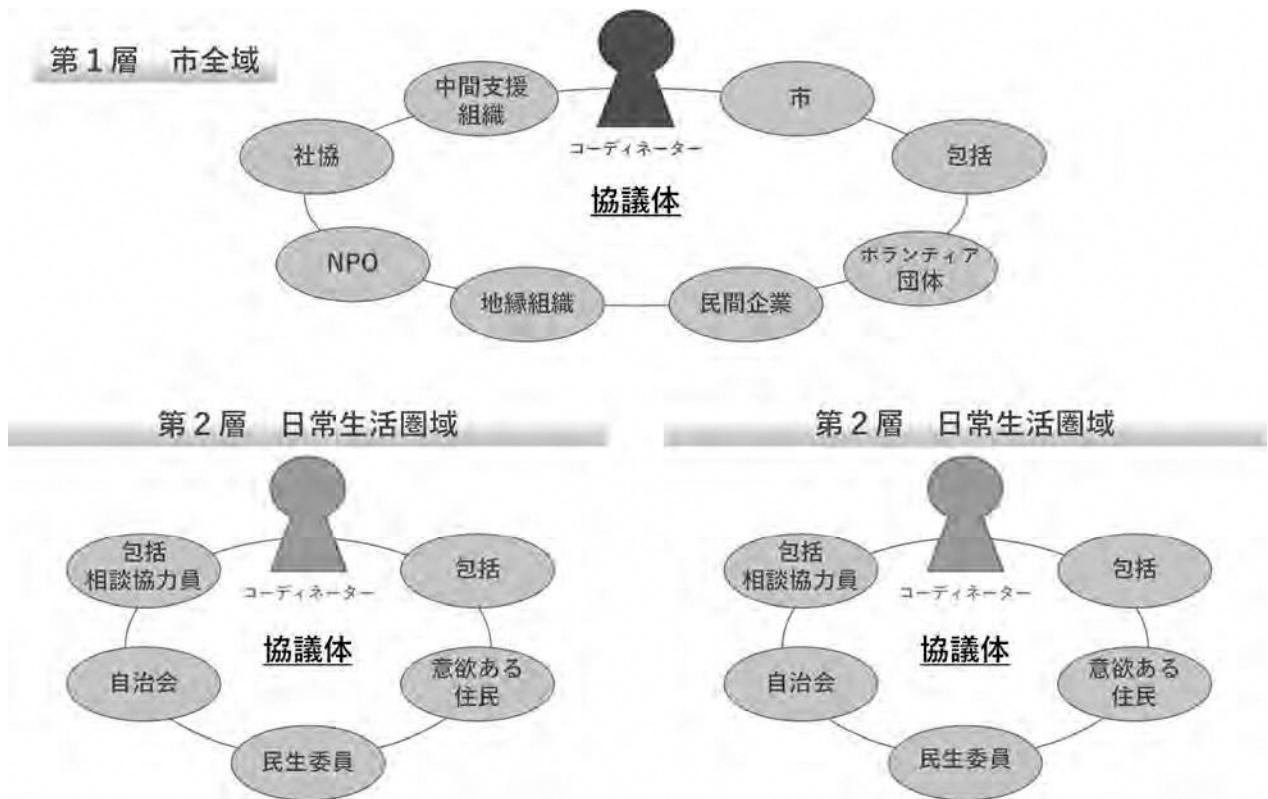 第1層　市全域
中間支援
組織
市
社協
コーディネーター
包括
協議体
NPO
ボランティア
団体
地縁組織
民間企業
第2層　日常生活圏域
包括
相談協力員
包括
コーディネーター
協議体
自治会
意欲ある
住民
民生委員
第2層　日常生活圏域
包括
相談協力員
包括
コーディネーター
協議体
自治会
意欲ある
住民
民生委員